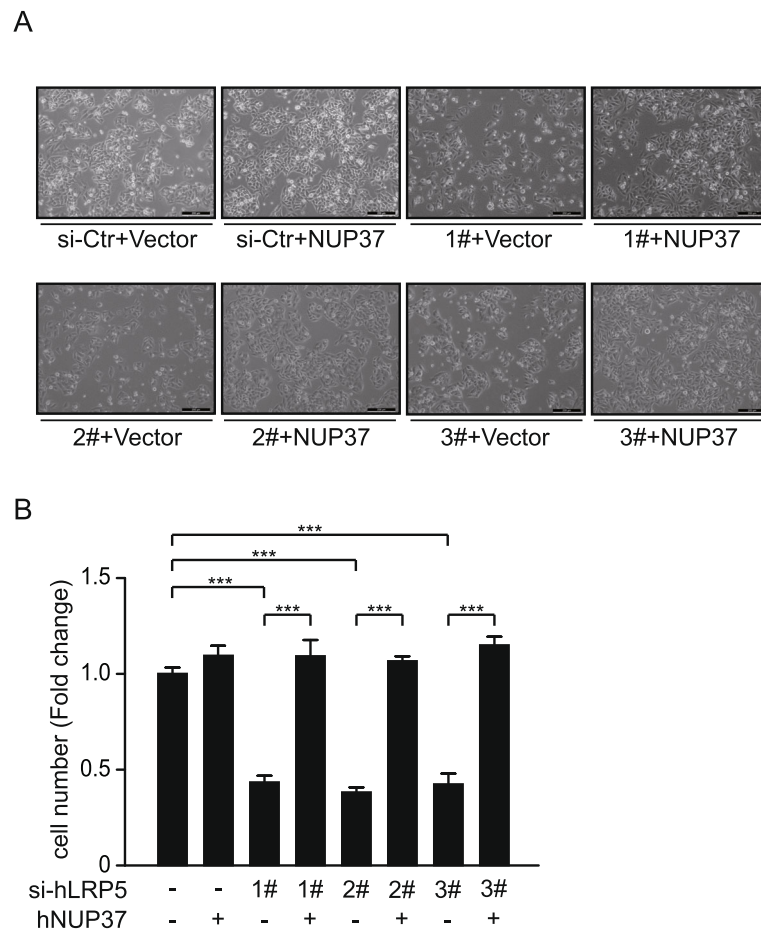 A
si-Ctr+Vector si-Ctr+NUP37 1#+Vector 1#+NUP37
2#+Vector 2#+NUP37 3#+Vector 3#+NUP37
B
***
***
***
*** *** ***
cell number (Fold change)
1.5
1.0
0.5
0
si-hLRP5 - - 1# 1# 2# 2# 3# 3#
hNUP37 - + - + - + - +